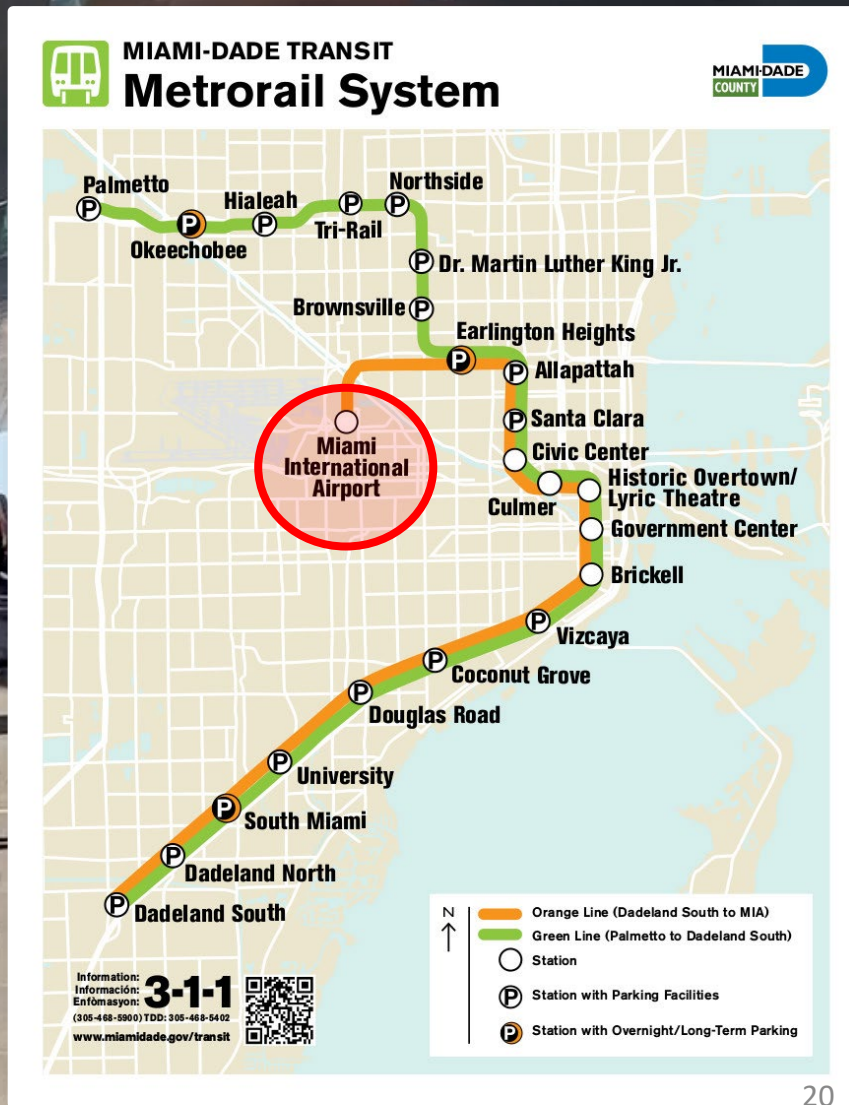 MIAMI-DADE TRANSIT
Metrorail System
MIAMI-DADE
COUNTY
Palmetto
Okeechobee
Hialeah
Tri-Rail
Northside
Dr. Martin Luther King Jr.
Brownsville
Earlington Heights
Allapattah
Santa Clara
Civic Center
Culmer
Historic Overtown/
Lyric Theatre
Government Center
Brickell
Miami
International
Airport
Vizcaya
Coconut Grove
Douglas Road
University
South Miami
Dadeland North
Dadeland South
N
Orange Line (Dadeland South to MIA)
Green Line (Palmetto to Dadeland South)
Station
P Station with Parking Facilities
P Station with Overnight/Long-Term Parking
Information:
Información:
Enfòmasyon:
3-1-1
(305-468-5900) TDD: 305-468-5402
www.miamidade.gov/transit
20